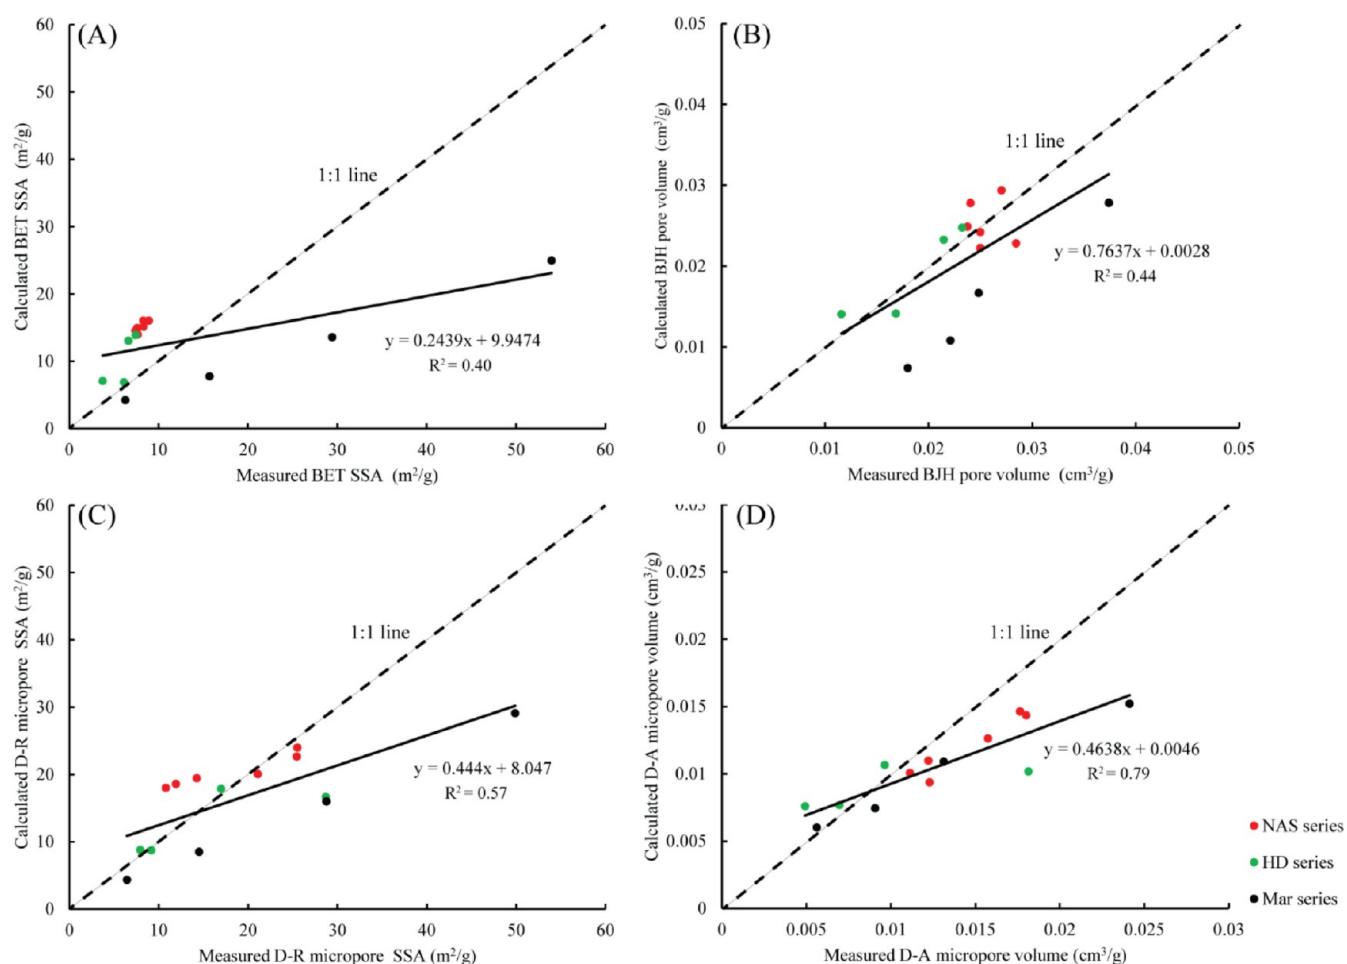 (A)
60
50
40
30
20
10
0
Calculated BET SSA (m²/g)
1:1 line
y = 0.2439x + 9.9474
R² = 0.40
0 10 20 30 40 50 60
Measured BET SSA (m²/g)
(B)
0.05
0.04
0.03
0.02
0.01
0
Calculated BJH pore volume (cm³/g)
1:1 line
y = 0.7637x + 0.0028
R² = 0.44
0 0.01 0.02 0.03 0.04 0.05
Measured BJH pore volume (cm³/g)
(C)
60
50
40
30
20
10
0
Calculated D-R micropore SSA (m²/g)
1:1 line
y = 0.444x + 8.047
R² = 0.57
0 10 20 30 40 50 60
Measured D-R micropore SSA (m²/g)
(D)
0.025
0.02
0.015
0.01
0.005
0
Calculated D-A micropore volume (cm³/g)
1:1 line
y = 0.4638x + 0.0046
R² = 0.79
0 0.005 0.01 0.015 0.02 0.025 0.03
Measured D-A micropore volume (cm³/g)
NAS series
HD series
Mar series